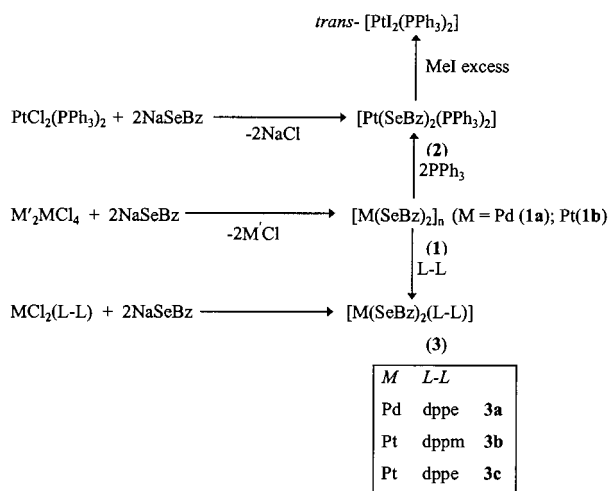 trans- [PtI₂(PPh₃)₂]
MeI excess
PtCl₂(PPh₃)₂ + 2NaSeBz
-2NaCl
[Pt(SeBz)₂(PPh₃)₂]
(2)
2PPh₃
M'₂MCl₄ + 2NaSeBz
-2M'Cl
[M(SeBz)₂]ₙ (M = Pd (1a); Pt(1b)
(1)
L-L
MCl₂(L-L) + 2NaSeBz
[M(SeBz)₂(L-L)]
(3)
M L-L
Pd dppe 3a
Pt dppm 3b
Pt dppe 3c